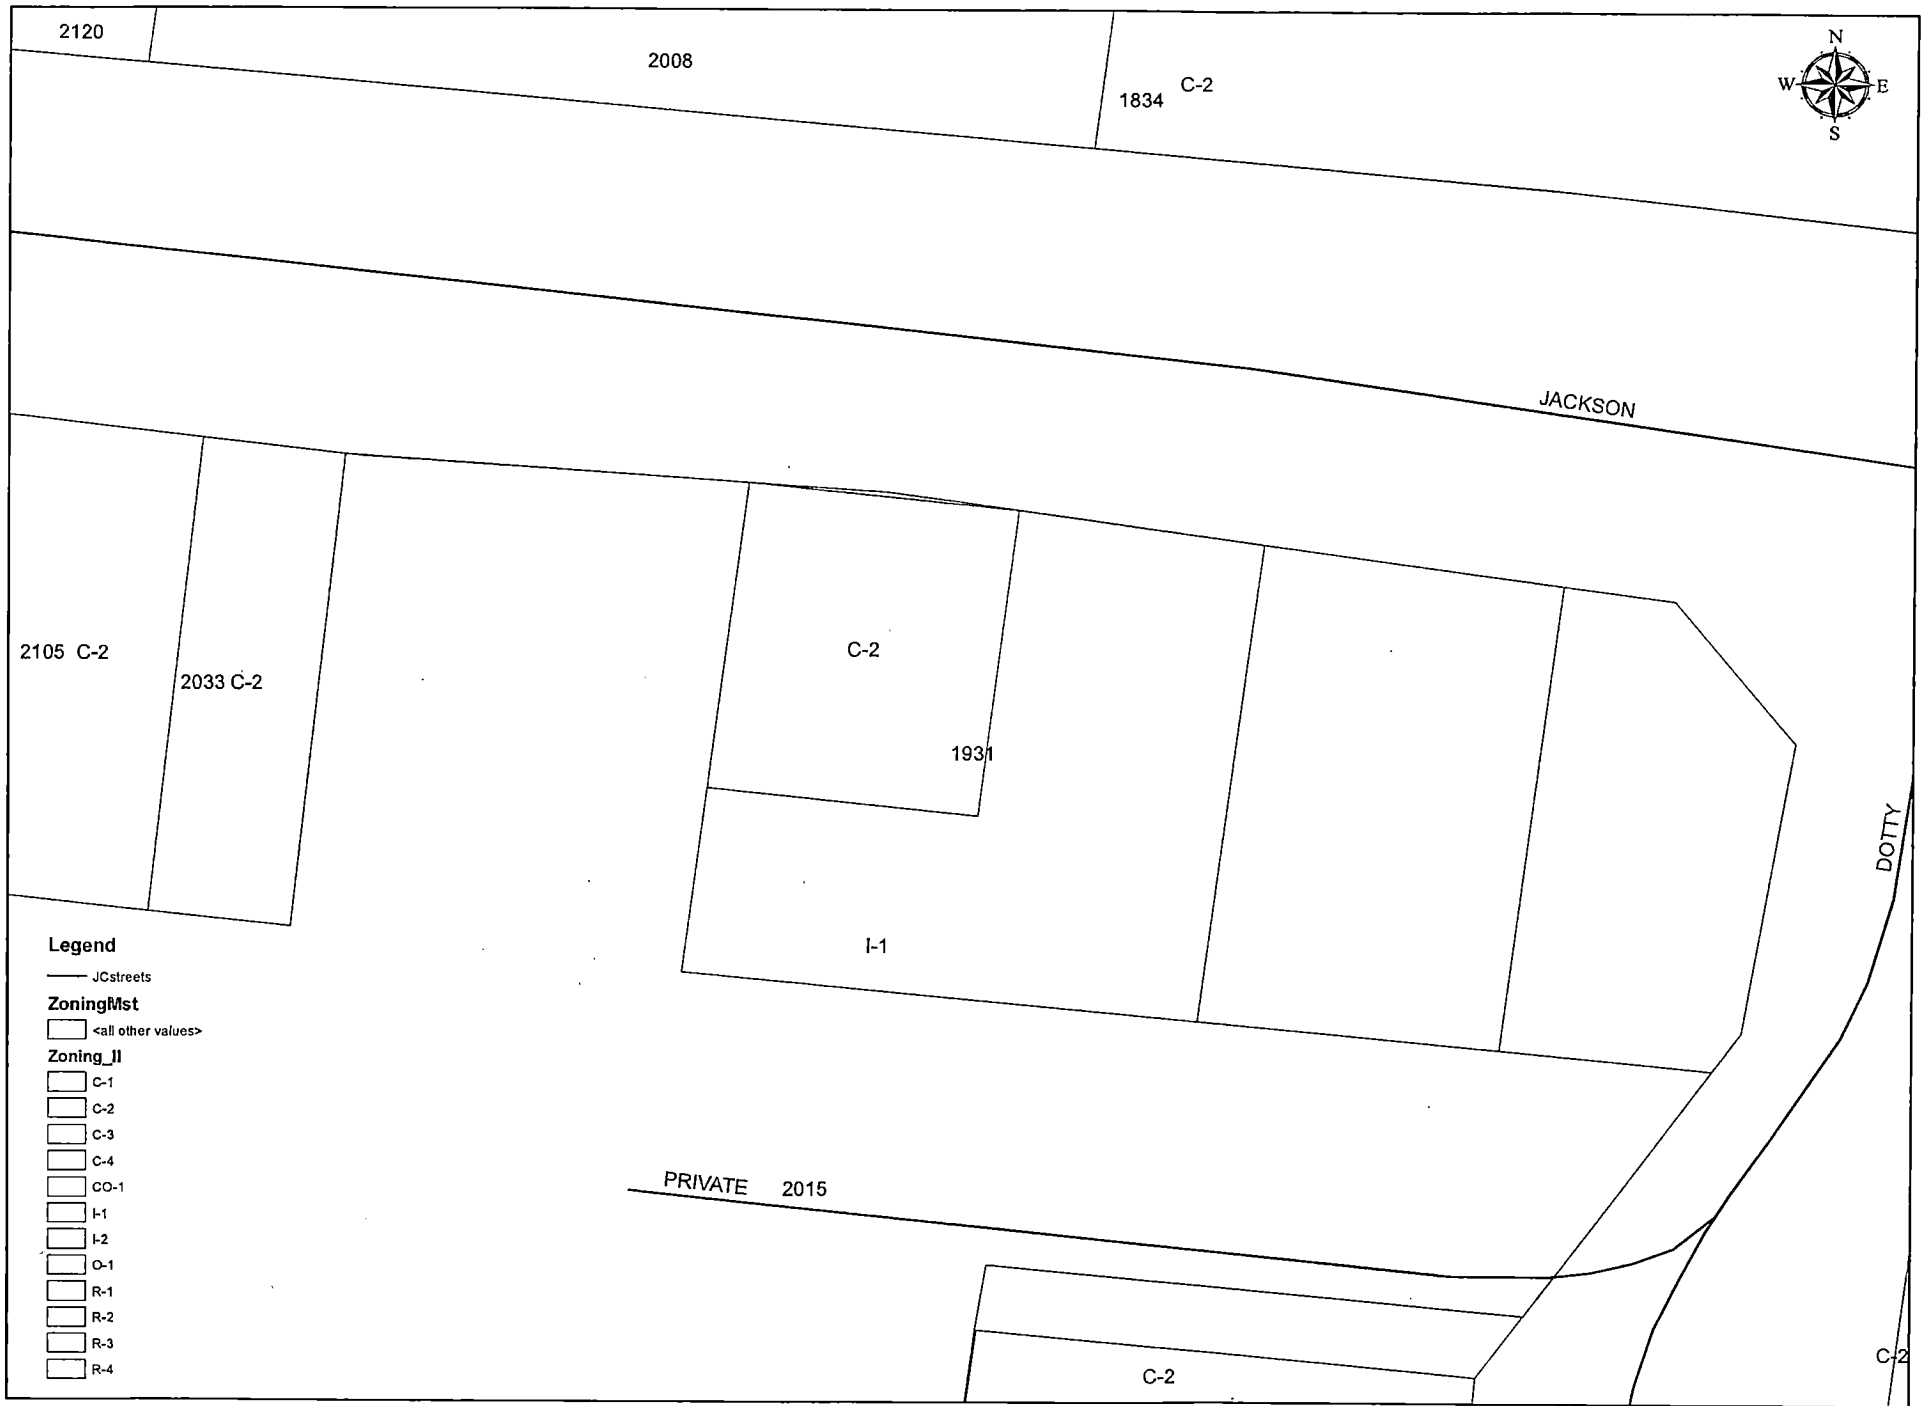 2120
2008
C-2
1834
N
W E
S
JACKSON
2105 C-2
2033 C-2
C-2
1931
DOTTY
I-1
Legend
JCstreets
ZoningMst
<all other values>
Zoning_II
C-1
C-2
C-3
C-4
CO-1
I-1
I-2
O-1
R-1
R-2
R-3
R-4
PRIVATE 2015
C-2
C-2